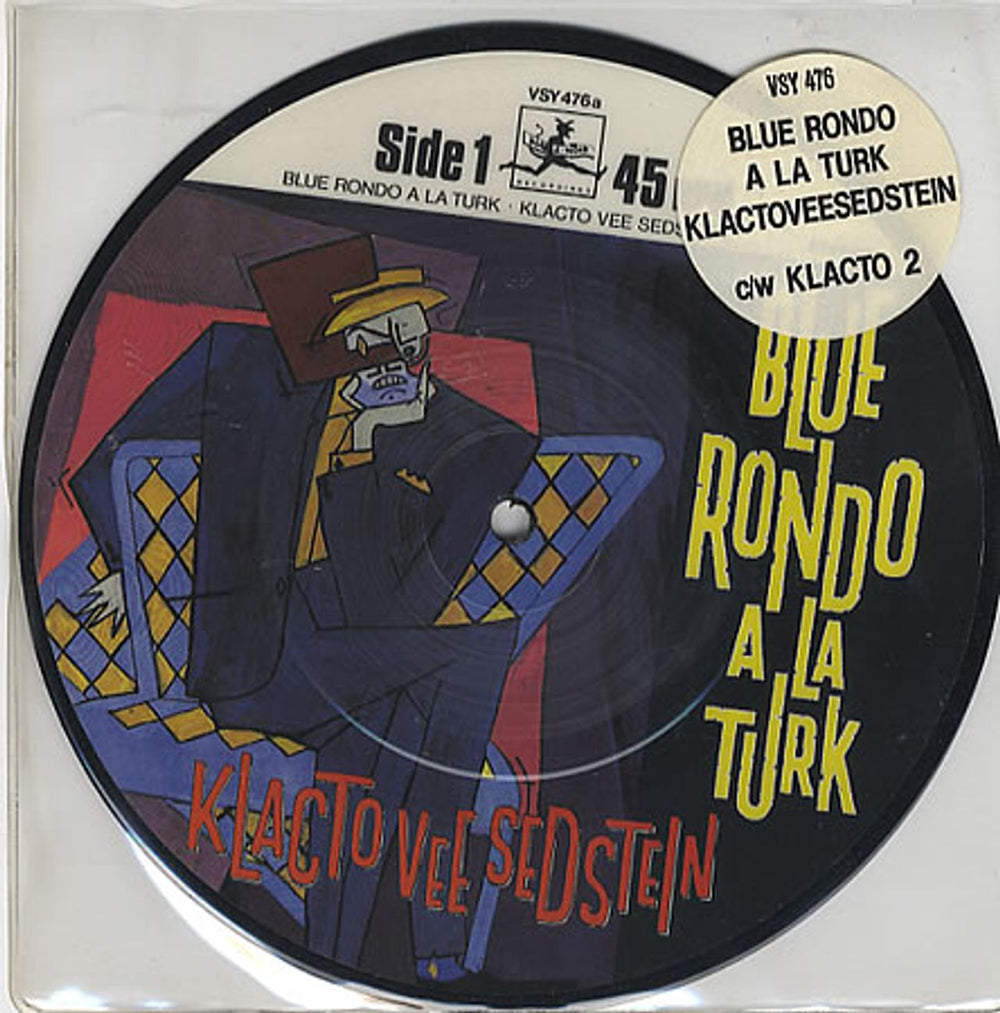 VSY476a
Side 1
45
BLUE RONDO A LA TURK · KLACTO VEE SEDS
RECORDINGS
VSY 476
BLUE RONDO
A LA TURK
KLACTOVEESEDSTEIN
c/w KLACTO 2
BLUE
RONDO
A LA
TURK
KLACTO VEE SEDSTEIN